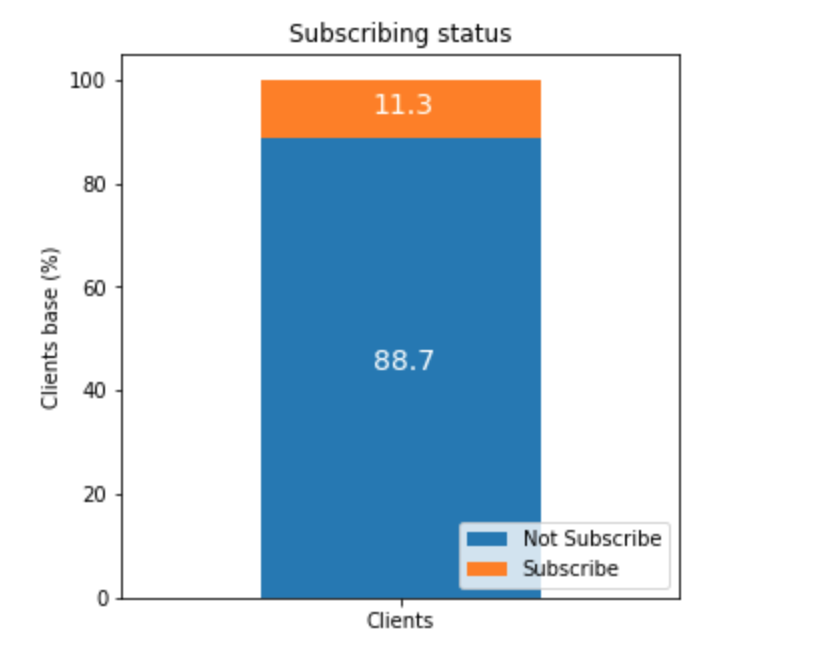 Subscribing status
100
11.3
80
60
Clients base (%)
88.7
40
20
Not Subscribe
Subscribe
0
Clients